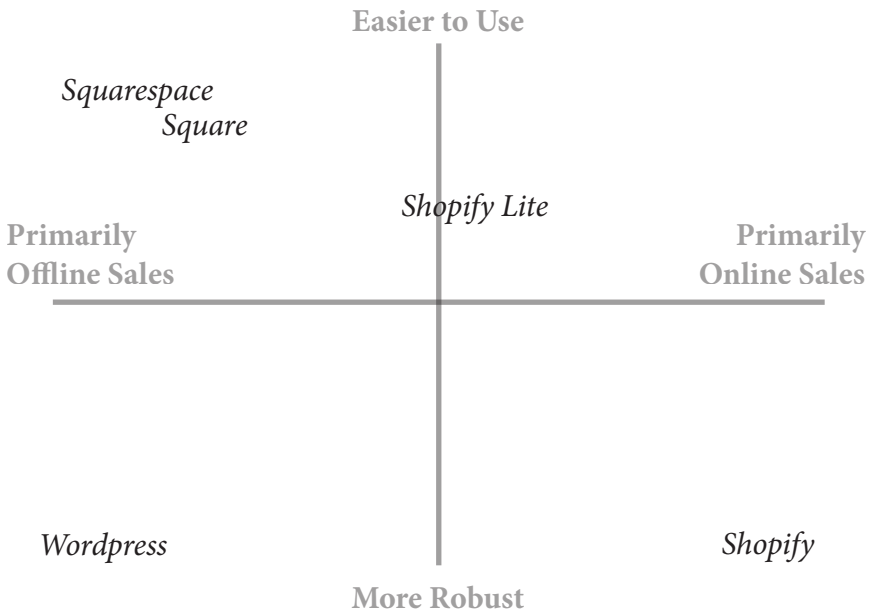 Easier to Use
Squarespace
Square
Shopify Lite
Primarily
Offline Sales
Primarily
Online Sales
Wordpress
Shopify
More Robust